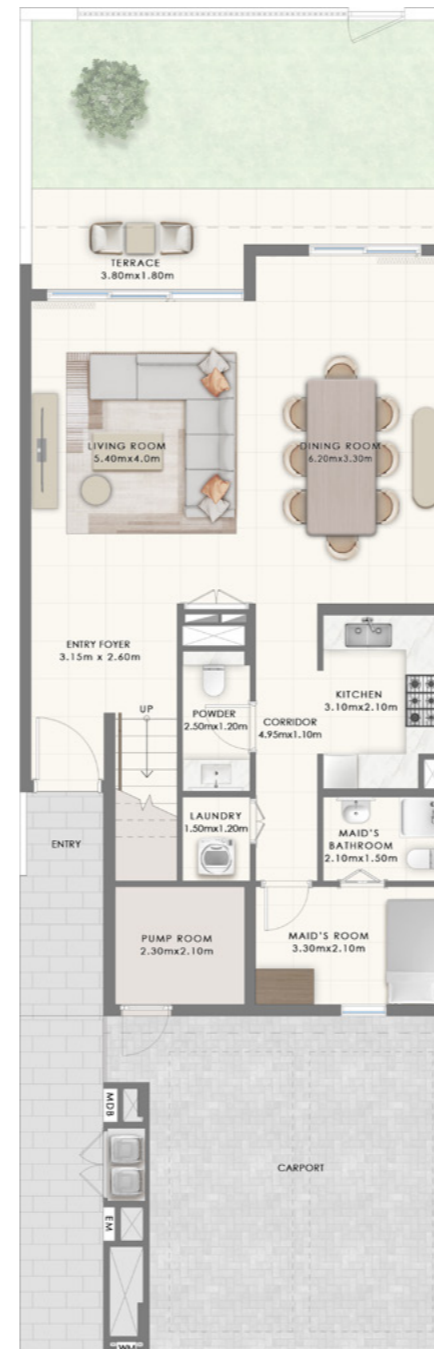 TERRACE
3.80mx1.80m
LIVING ROOM
5.40mx4.0m
DINING ROOM
6.20mx3.30m
ENTRY FOYER
3.15m x 2.60m
UP
POWDER
2.50mx1.20m
CORRIDOR
4.95mx1.10m
KITCHEN
3.10mx2.10m
LAUNDRY
1.50mx1.20m
MAID'S
BATHROOM
2.10mx1.50m
ENTRY
PUMP ROOM
2.30mx2.10m
MAID'S ROOM
3.30mx2.10m
MDB
CARPORT
EM
WM